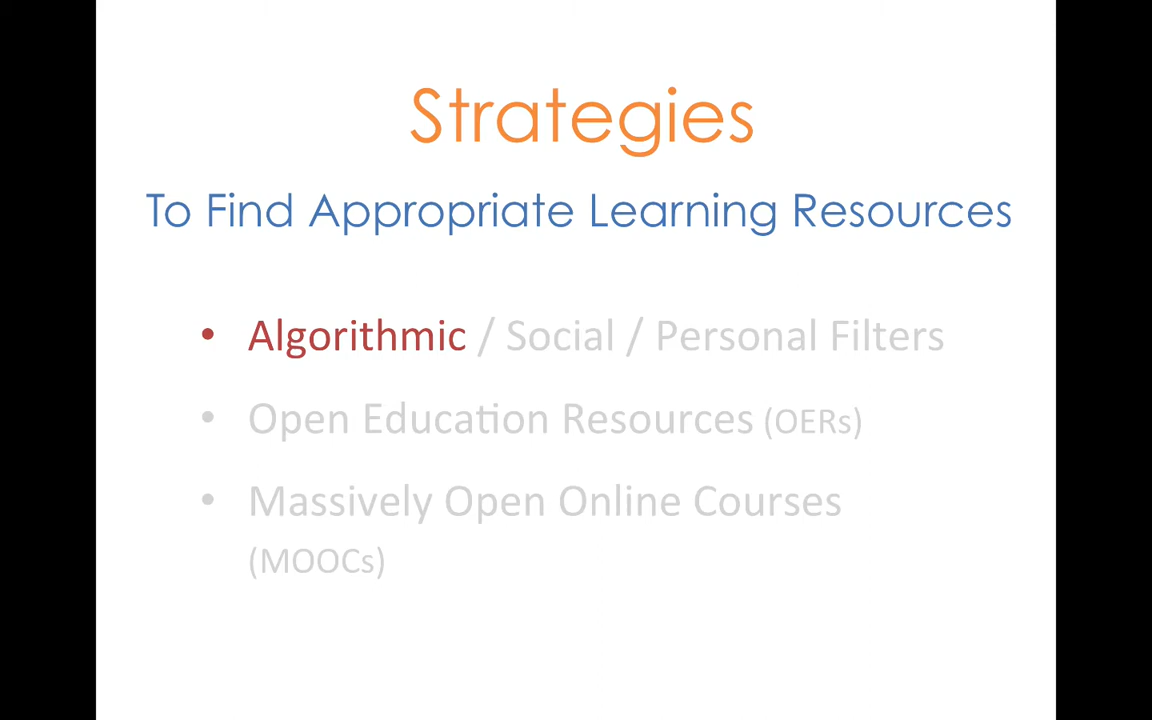 Strategies
To Find Appropriate Learning Resources
• Algorithmic / Social / Personal Filters
• Open Education Resources (OERs)
• Massively Open Online Courses
(MOOCs)